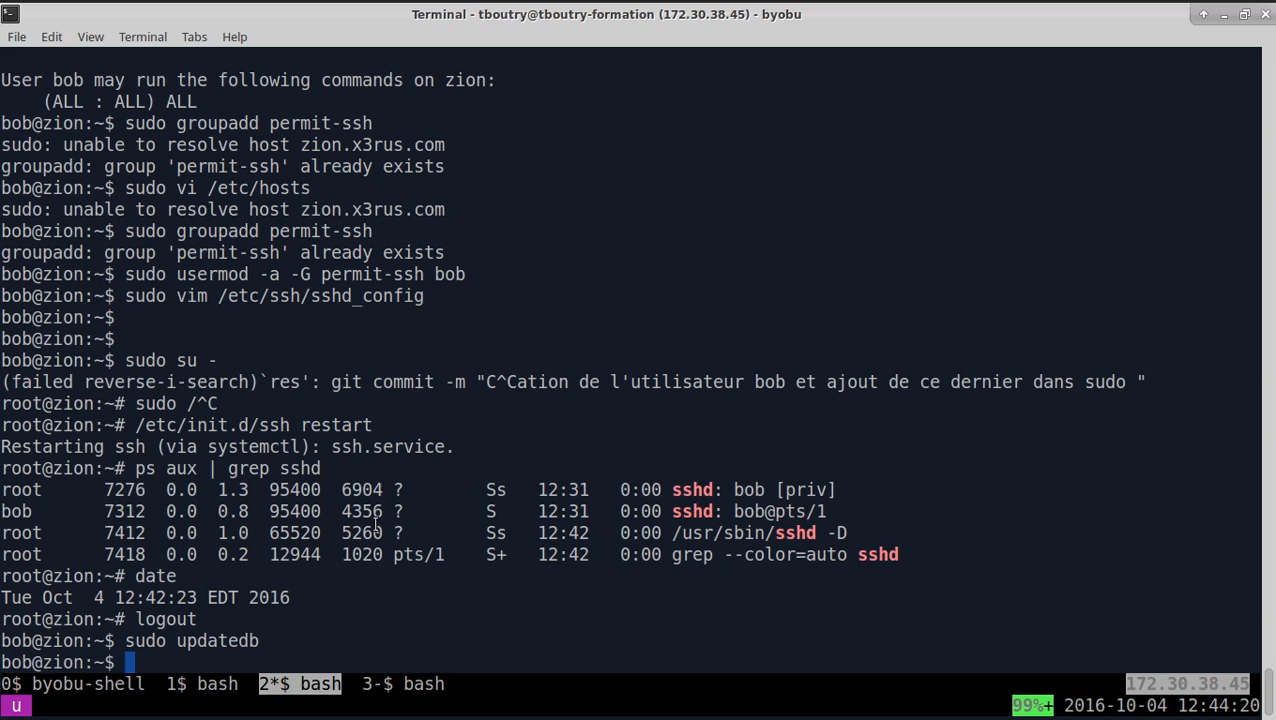 Terminal - tboutry@tboutry-formation (172.30.38.45) - byobu
File Edit View Terminal Tabs Help
User bob may run the following commands on zion:
    (ALL : ALL) ALL
bob@zion:~$ sudo groupadd permit-ssh
sudo: unable to resolve host zion.x3rus.com
groupadd: group 'permit-ssh' already exists
bob@zion:~$ sudo vi /etc/hosts
sudo: unable to resolve host zion.x3rus.com
bob@zion:~$ sudo groupadd permit-ssh
groupadd: group 'permit-ssh' already exists
bob@zion:~$ sudo usermod -a -G permit-ssh bob
bob@zion:~$ sudo vim /etc/ssh/sshd_config
bob@zion:~$
bob@zion:~$
bob@zion:~$ sudo su -
(failed reverse-i-search)`res': git commit -m "C^Cation de l'utilisateur bob et ajout de ce dernier dans sudo "
root@zion:~# sudo /^C
root@zion:~# /etc/init.d/ssh restart
Restarting ssh (via systemctl): ssh.service.
root@zion:~# ps aux | grep sshd
root      7276  0.0  1.3  95400  6904 ?        Ss   12:31   0:00 sshd: bob [priv]
bob       7312  0.0  0.8  95400  4356 ?        S    12:31   0:00 sshd: bob@pts/1
root      7412  0.0  1.0  65520  5260 ?        Ss   12:42   0:00 /usr/sbin/sshd -D
root      7418  0.0  0.2  12944  1020 pts/1    S+   12:42   0:00 grep --color=auto sshd
root@zion:~# date
Tue Oct  4 12:42:23 EDT 2016
root@zion:~# logout
bob@zion:~$ sudo updatedb
bob@zion:~$
0$ byobu-shell  1$ bash  2*$ bash  3-$ bash 172.30.38.45
u 99%+ 2016-10-04 12:44:20